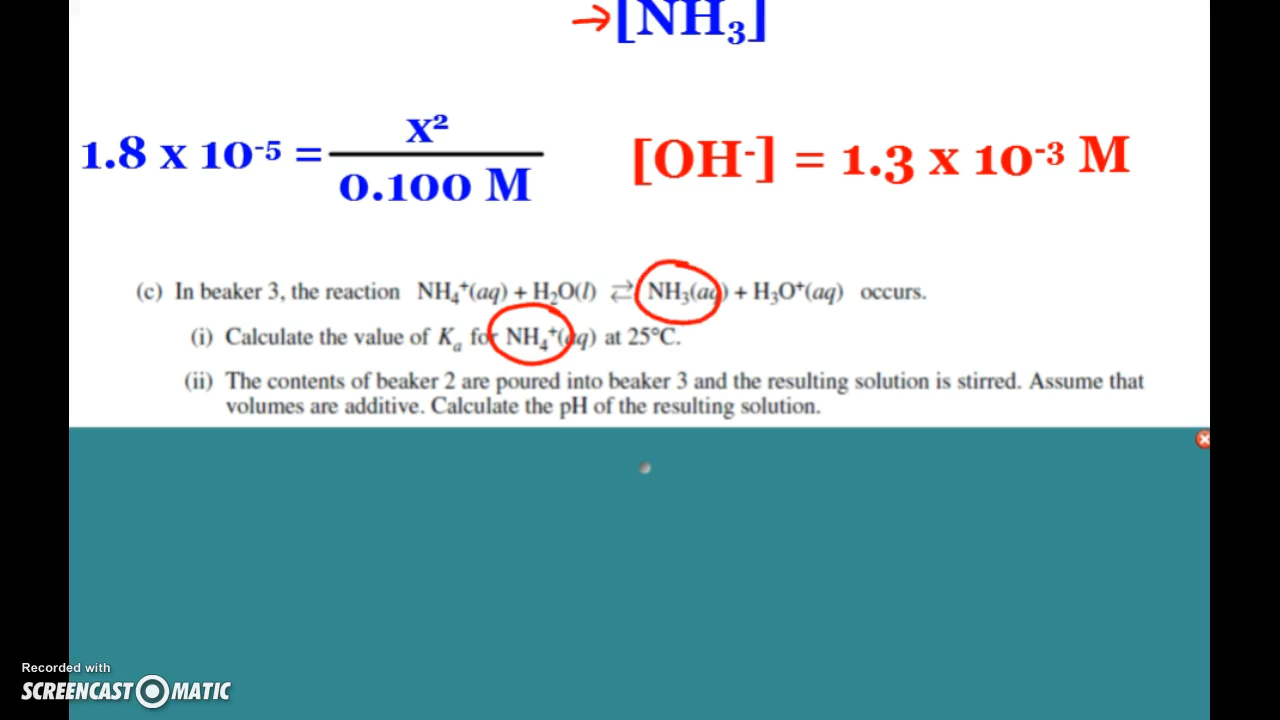 →[NH₃]
1.8 x 10⁻⁵ = x² / 0.100 M
[OH⁻] = 1.3 x 10⁻³ M
(c) In beaker 3, the reaction NH₄⁺(aq) + H₂O(l) ⇄ NH₃(aq) + H₃O⁺(aq) occurs.
(i) Calculate the value of Kₐ for NH₄⁺(aq) at 25°C.
(ii) The contents of beaker 2 are poured into beaker 3 and the resulting solution is stirred. Assume that
volumes are additive. Calculate the pH of the resulting solution.
Recorded with
SCREENCAST-O-MATIC